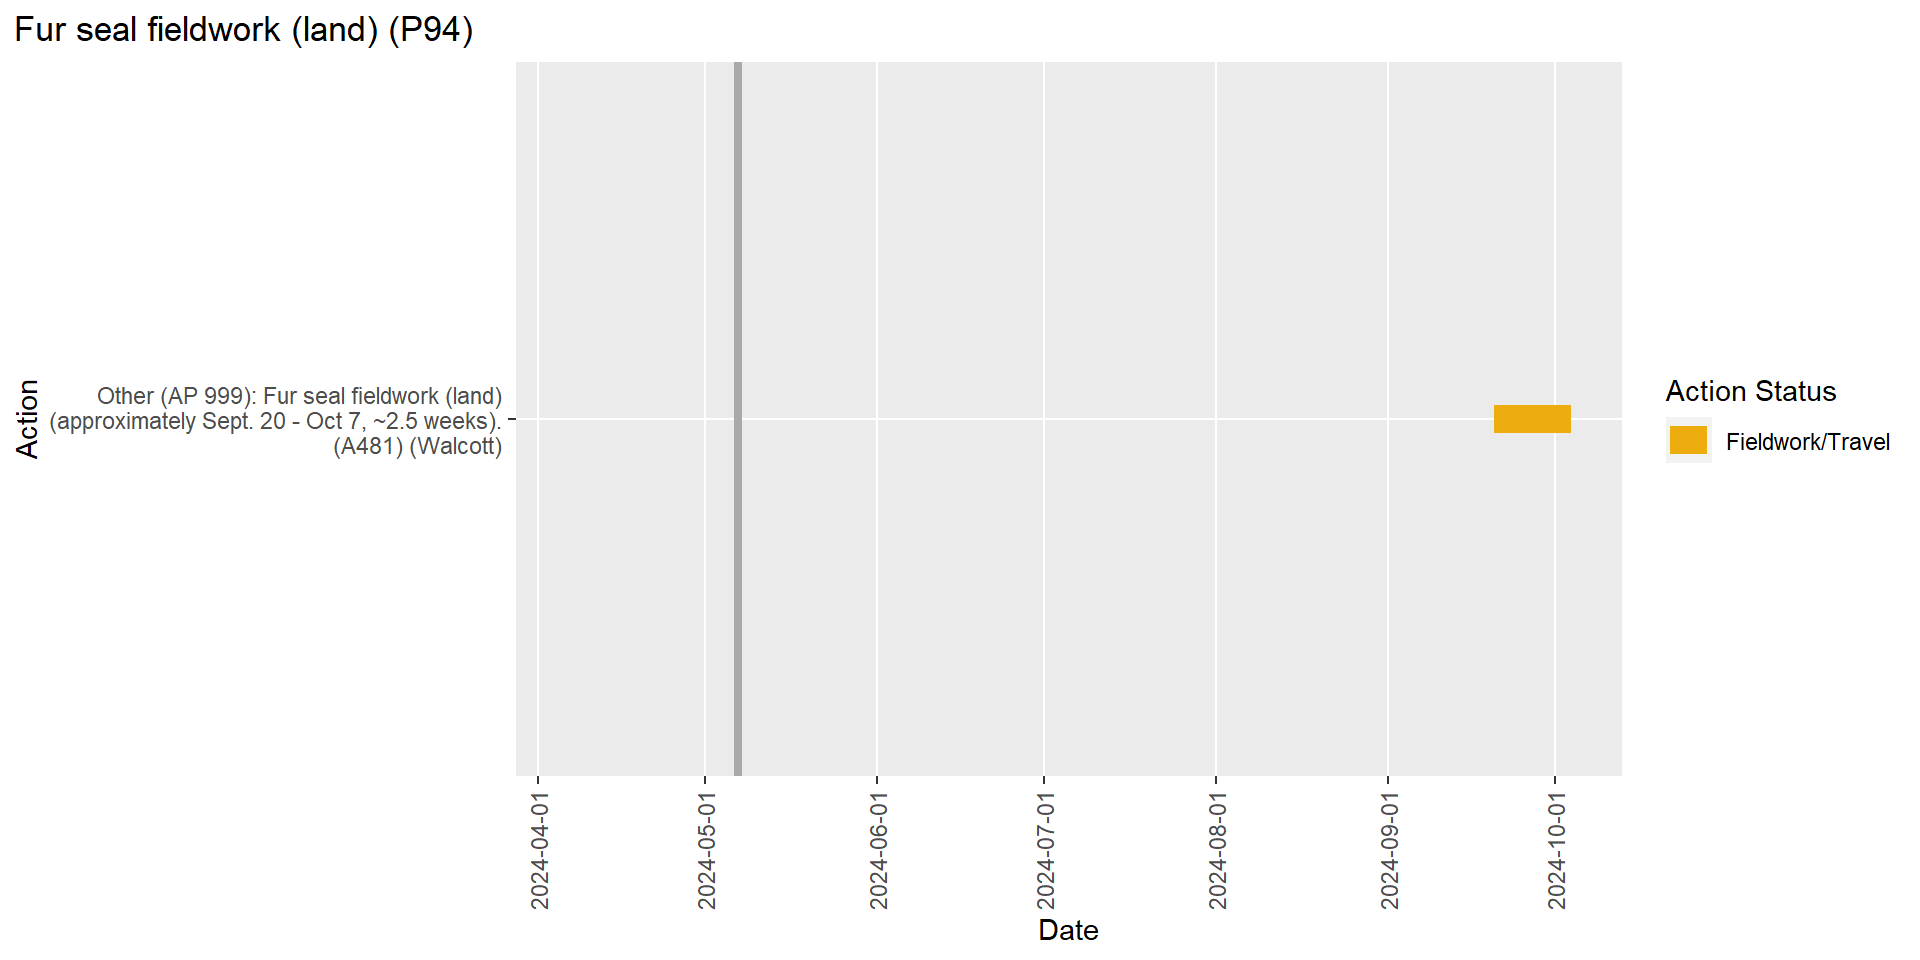 Fur seal fieldwork (land) (P94)
Action
Other (AP 999): Fur seal fieldwork (land)
(approximately Sept. 20 - Oct 7, ~2.5 weeks).
(A481) (Walcott)
Action Status
Fieldwork/Travel
2024-04-01
2024-05-01
2024-06-01
2024-07-01
2024-08-01
2024-09-01
2024-10-01
Date